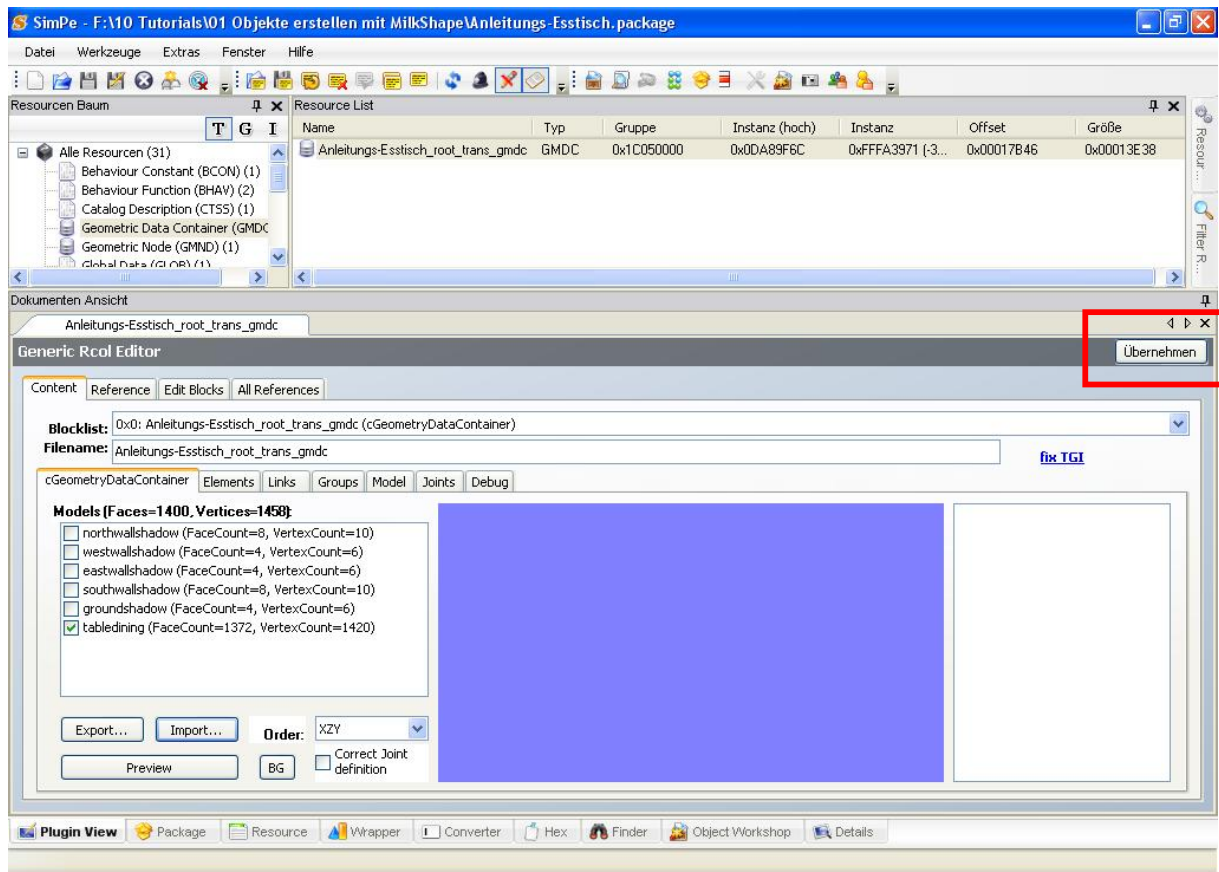 SimPe - F:\10 Tutorials\01 Objekte erstellen mit MilkShape\Anleitungs-Esstisch.package
Datei Werkzeuge Extras Fenster Hilfe
Resourcen Baum
T G I
Alle Resourcen (31)
Behaviour Constant (BCON) (1)
Behaviour Function (BHAV) (2)
Catalog Description (CTSS) (1)
Geometric Data Container (GMDC
Geometric Node (GMND) (1)
Global Data (GLOB) (1)
Resource List
Name Typ Gruppe Instanz (hoch) Instanz Offset Größe
Anleitungs-Esstisch_root_trans_gmdc GMDC 0x1C050000 0x0DA89F6C 0xFFFA3971 (-3... 0x00017B46 0x00013E38
Resour...
Filter R...
Dokumenten Ansicht
Anleitungs-Esstisch_root_trans_gmdc
Generic Rcol Editor
Übernehmen
Content Reference Edit Blocks All References
Blocklist: 0x0: Anleitungs-Esstisch_root_trans_gmdc (cGeometryDataContainer)
Filename: Anleitungs-Esstisch_root_trans_gmdc
fix TGI
cGeometryDataContainer Elements Links Groups Model Joints Debug
Models (Faces=1400, Vertices=1458):
northwallshadow (FaceCount=8, VertexCount=10)
westwallshadow (FaceCount=4, VertexCount=6)
eastwallshadow (FaceCount=4, VertexCount=6)
southwallshadow (FaceCount=8, VertexCount=10)
groundshadow (FaceCount=4, VertexCount=6)
tabledining (FaceCount=1372, VertexCount=1420)
Export... Import... Order: XZY
Preview BG Correct Joint
definition
Plugin View Package Resource Wrapper Converter Hex Finder Object Workshop Details